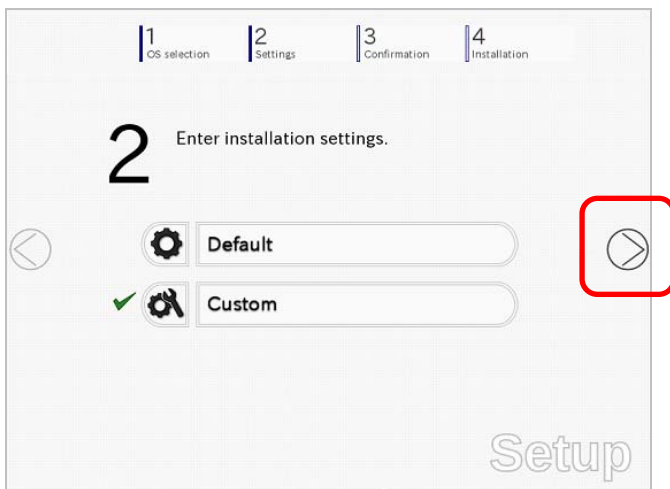 1
OS selection
2
Settings
3
Confirmation
4
Installation
2 Enter installation settings.
Default
Custom
Setup